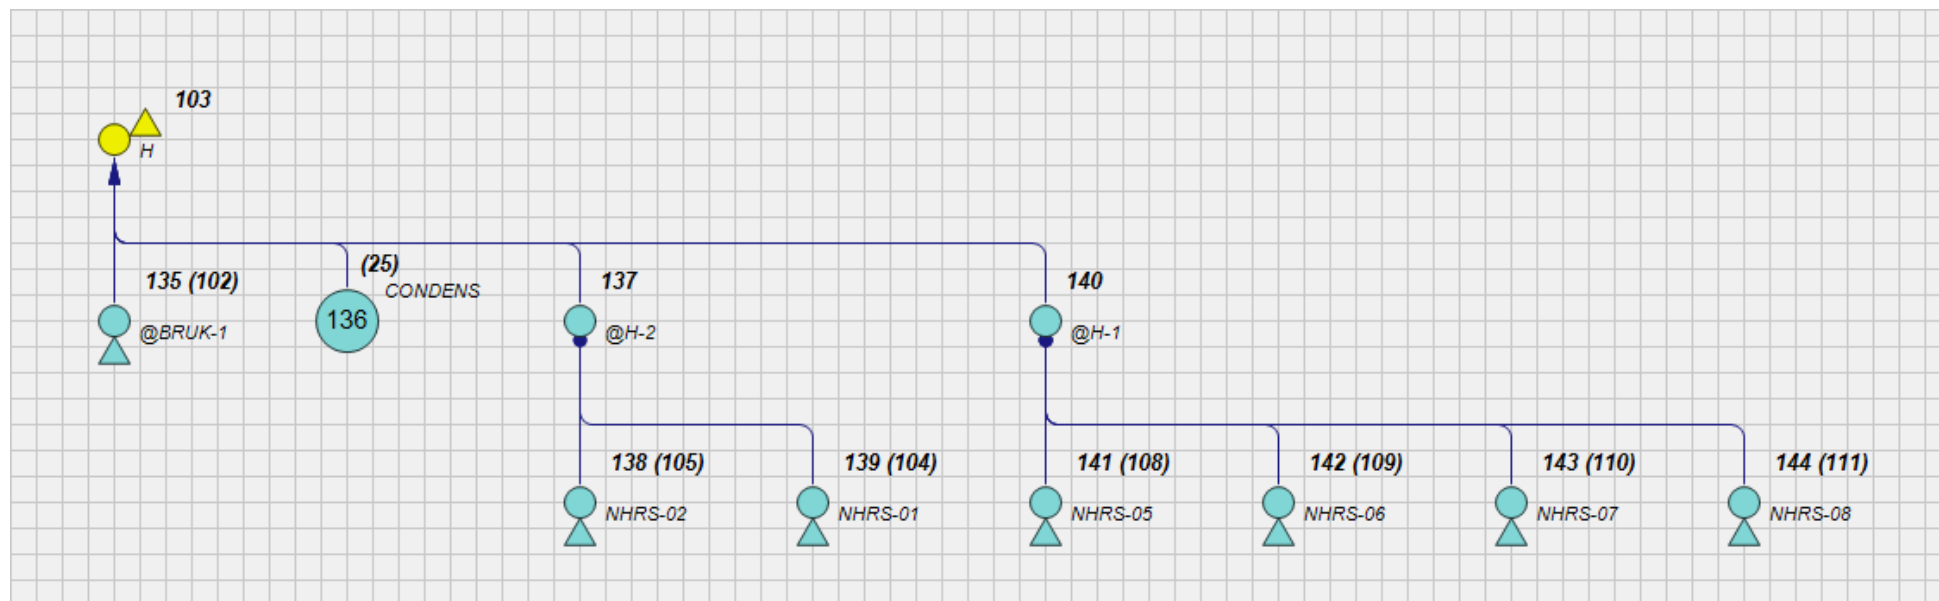 103
H
135 (102)
@BRUK-1
(25)
CONDENS
136
137
@H-2
140
@H-1
138 (105)
NHRS-02
139 (104)
NHRS-01
141 (108)
NHRS-05
142 (109)
NHRS-06
143 (110)
NHRS-07
144 (111)
NHRS-08